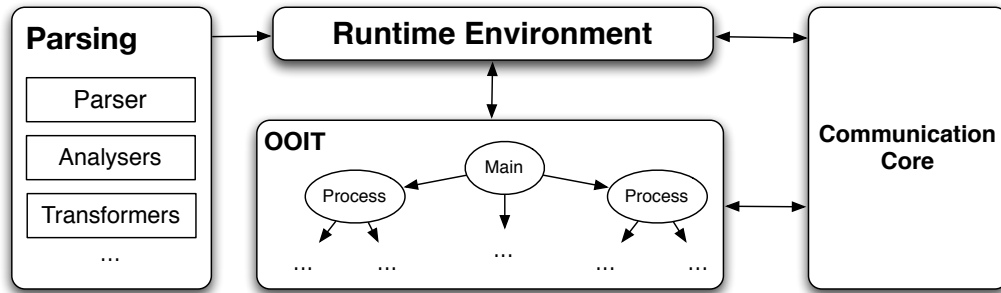 Parsing
Parser
Analysers
Transformers
...
Runtime Environment
OOIT
Main
Process
Process
...
...
...
...
...
Communication
Core